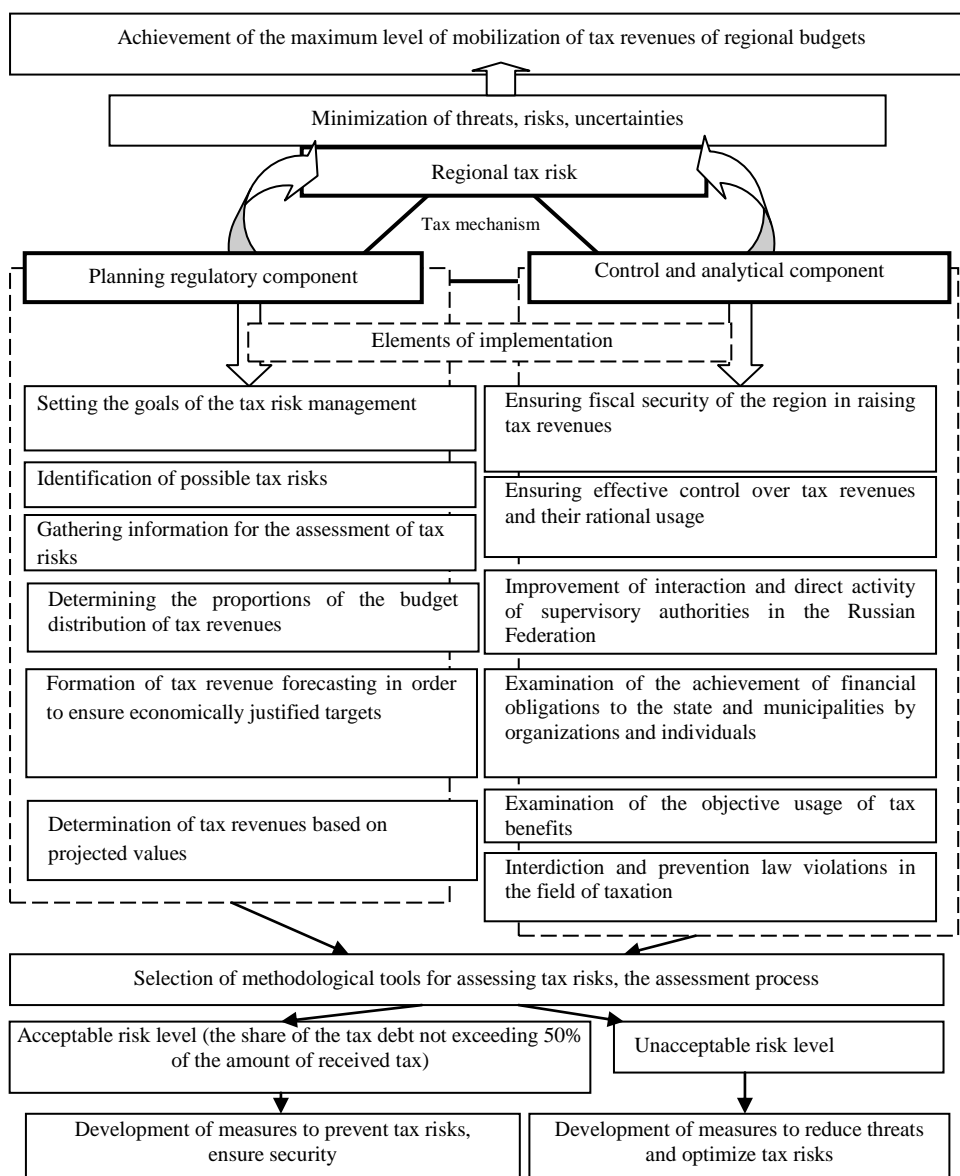 Achievement of the maximum level of mobilization of tax revenues of regional budgets
Minimization of threats, risks, uncertainties
Regional tax risk
Tax mechanism
Planning regulatory component
Control and analytical component
Elements of implementation
Setting the goals of the tax risk management
Identification of possible tax risks
Gathering information for the assessment of tax
risks
Determining the proportions of the budget
distribution of tax revenues
Formation of tax revenue forecasting in order
to ensure economically justified targets
Determination of tax revenues based on
projected values
Ensuring fiscal security of the region in raising
tax revenues
Ensuring effective control over tax revenues
and their rational usage
Improvement of interaction and direct activity
of supervisory authorities in the Russian
Federation
Examination of the achievement of financial
obligations to the state and municipalities by
organizations and individuals
Examination of the objective usage of tax
benefits
Interdiction and prevention law violations in
the field of taxation
Selection of methodological tools for assessing tax risks, the assessment process
Acceptable risk level (the share of the tax debt not exceeding 50%
of the amount of received tax)
Unacceptable risk level
Development of measures to prevent tax risks,
ensure security
Development of measures to reduce threats
and optimize tax risks